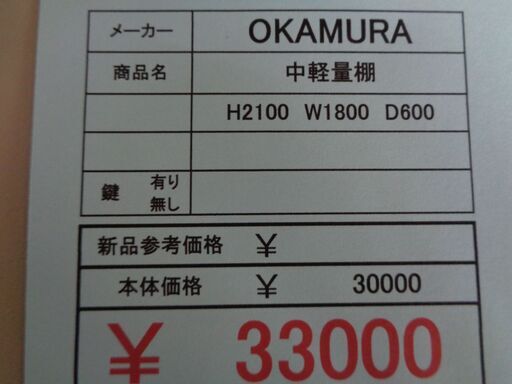 メーカー OKAMURA
商品名 中軽量棚
H2100 W1800 D600
鍵 有り
無し
新品参考価格 ¥
本体価格 ¥ 30000
¥ 33000